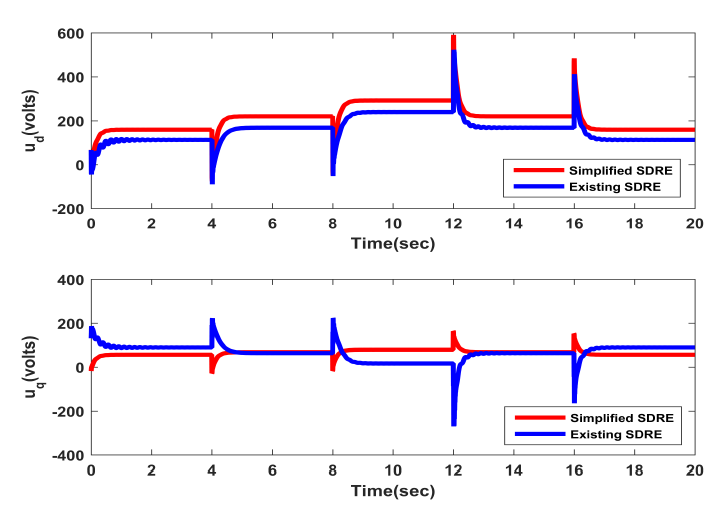 600
400
200
0
-200
u_d(volts)
0 2 4 6 8 10 12 14 16 18 20
Time(sec)
Simplified SDRE
Existing SDRE
400
200
0
-200
-400
u_q(volts)
0 2 4 6 8 10 12 14 16 18 20
Time(sec)
Simplified SDRE
Existing SDRE